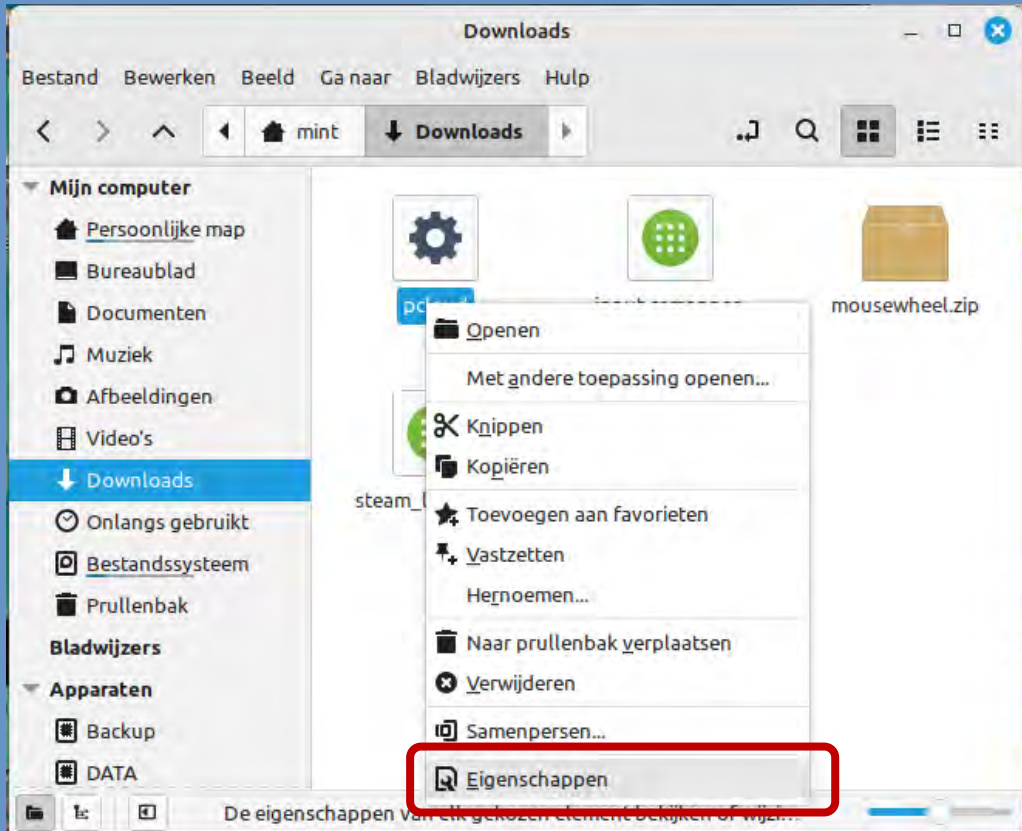 Downloads
Bestand Bewerken Beeld Ga naar Bladwijzers Hulp
mint Downloads
Mijn computer
Persoonlijke map
Bureaublad
Documenten
Muziek
Afbeeldingen
Video's
Downloads
Onlangs gebruikt
Bestandssysteem
Prullenbak
Bladwijzers
Apparaten
Backup
DATA
mousewheel.zip
Openen
Met andere toepassing openen...
Knippen
Kopiëren
Toevoegen aan favorieten
Vastzetten
Hernoemen...
Naar prullenbak verplaatsen
Verwijderen
Samenpersen...
Eigenschappen
De eigenschappen van elk gekozen element bekijken of wijzi...